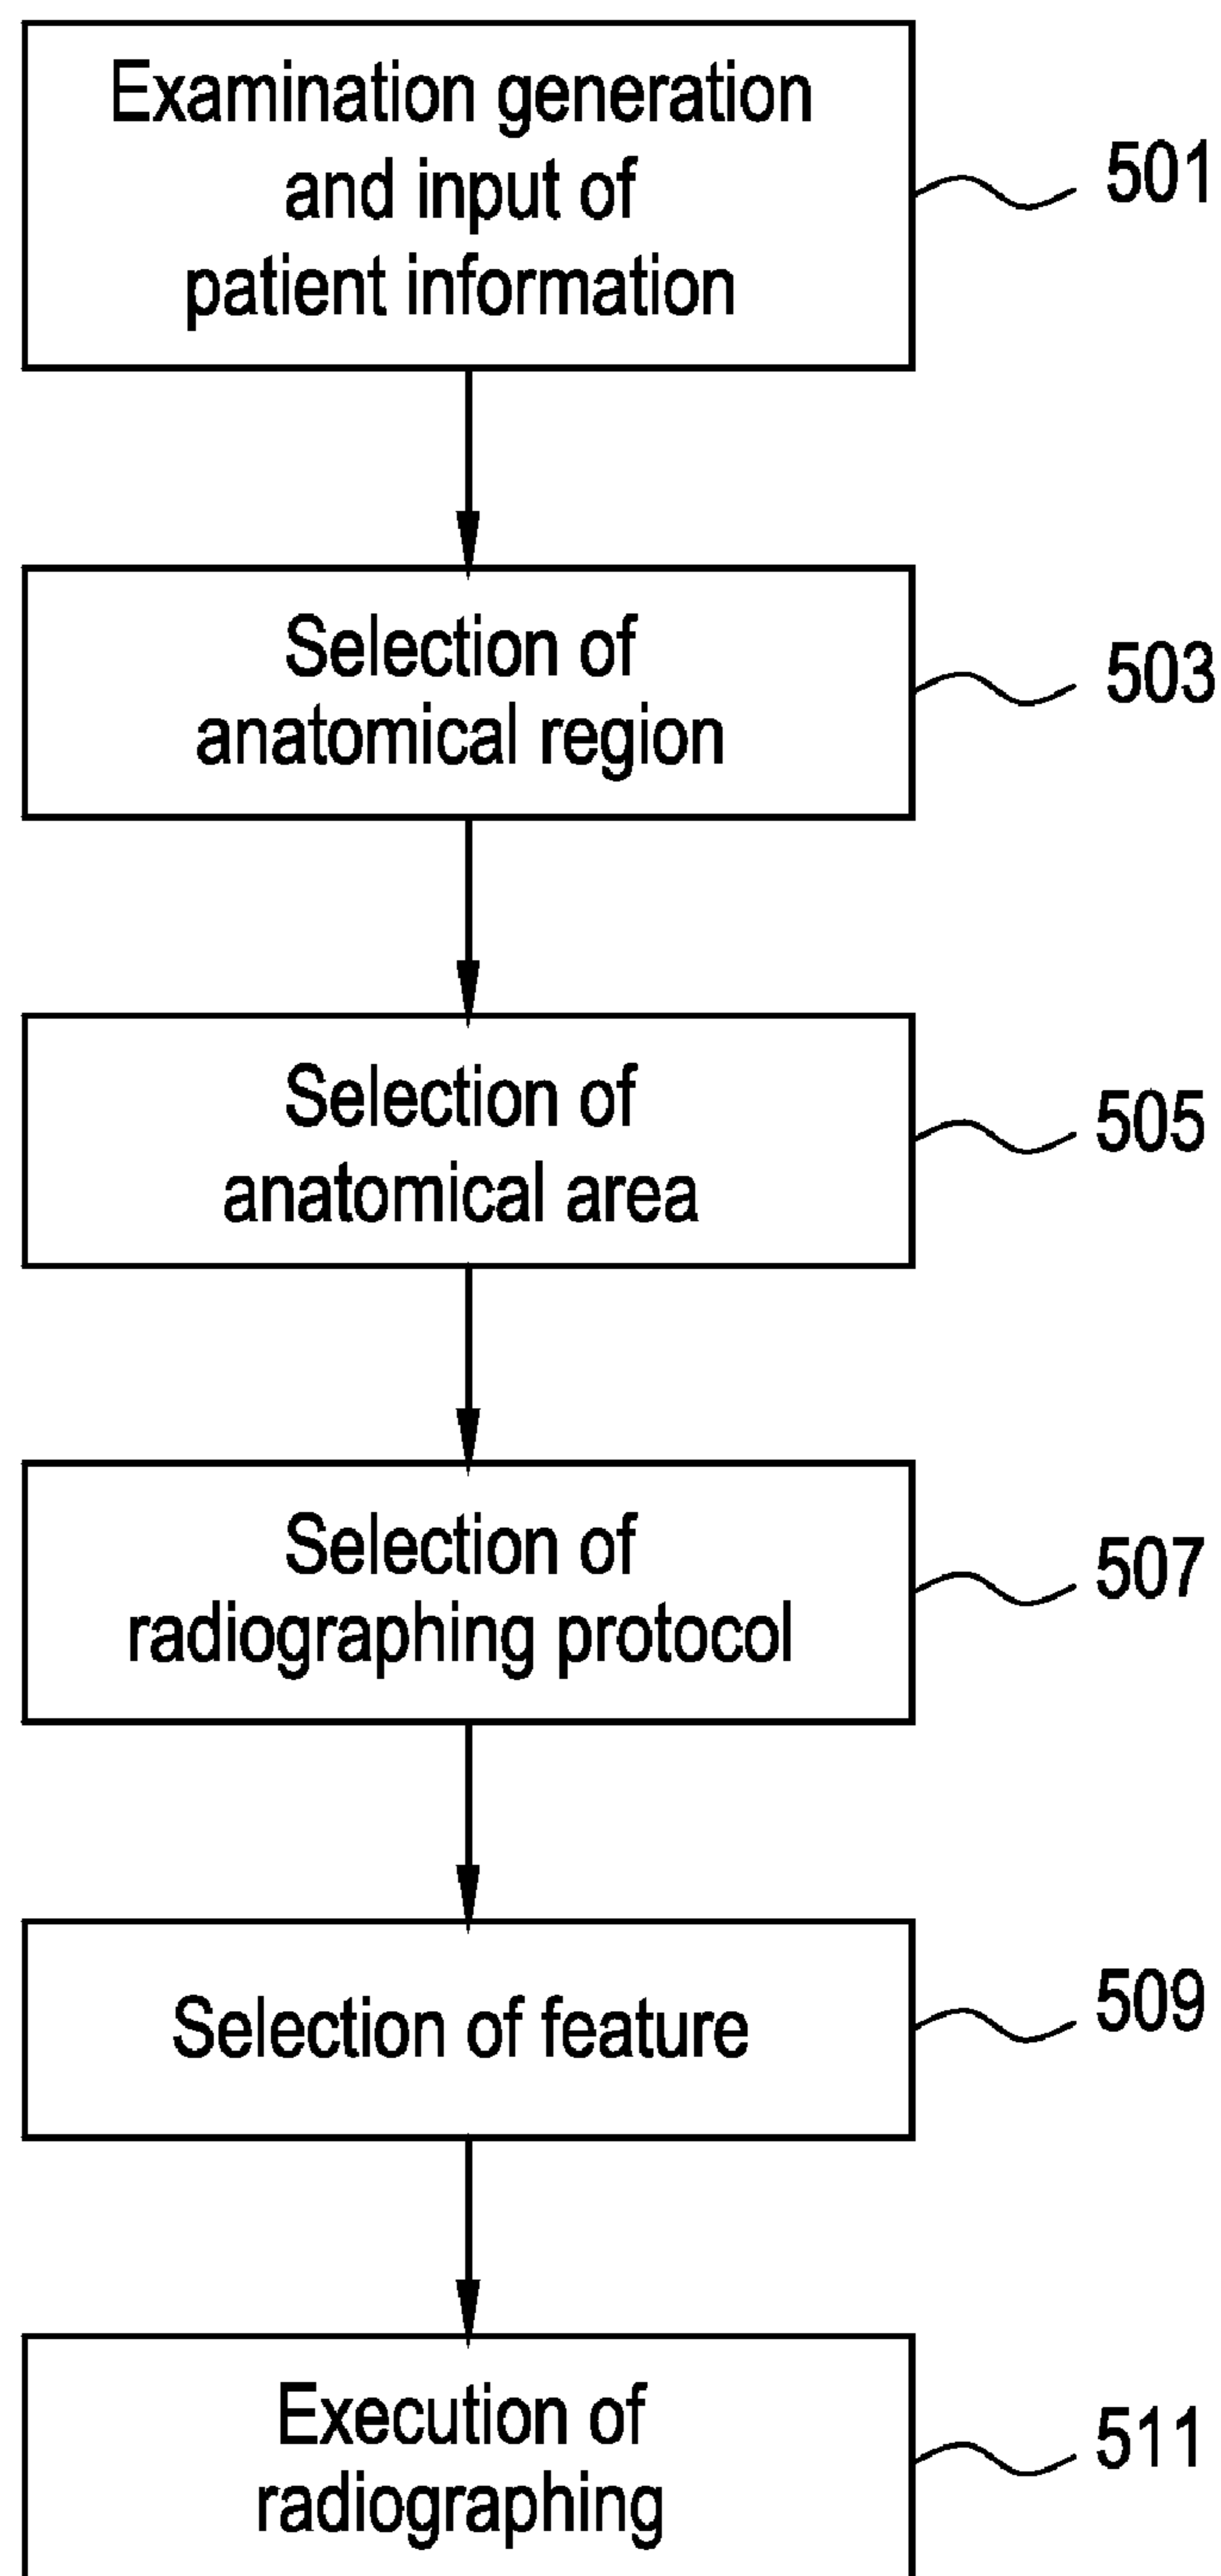 Examination generation
and input of
patient information
501
Selection of
anatomical region
503
Selection of
anatomical area
505
Selection of
radiographing protocol
507
Selection of feature
509
Execution of
radiographing
511